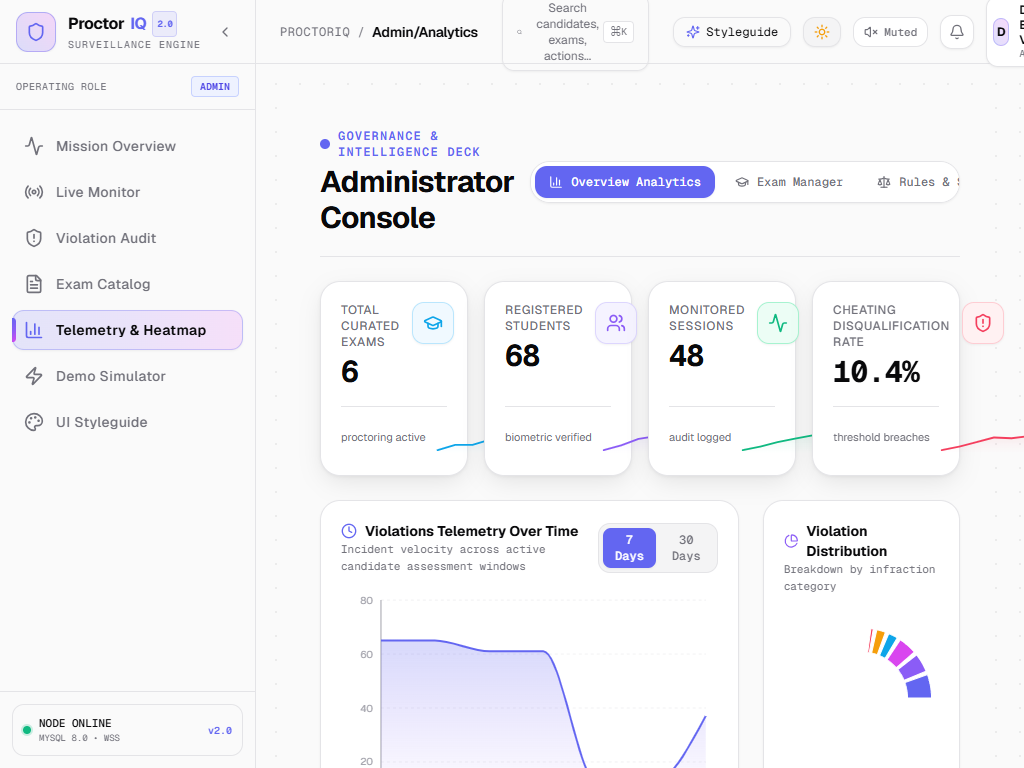 Proctor IQ 2.0
SURVEILLANCE ENGINE
OPERATING ROLE
ADMIN
Mission Overview
Live Monitor
Violation Audit
Exam Catalog
Telemetry & Heatmap
Demo Simulator
UI Styleguide
NODE ONLINE
MYSQL 8.0 • WSS
v2.0
PROCTORIQ / Admin/Analytics
Search
candidates,
exams,
actions...
⌘K
Styleguide
Muted
D
GOVERNANCE &
INTELLIGENCE DECK
Administrator
Console
Overview Analytics
Exam Manager
Rules &
TOTAL
CURATED
EXAMS
6
proctoring active
REGISTERED
STUDENTS
68
biometric verified
MONITORED
SESSIONS
48
audit logged
CHEATING
DISQUALIFICATION
RATE
10.4%
threshold breaches
Violations Telemetry Over Time
Incident velocity across active
candidate assessment windows
7
Days
30
Days
80
60
40
20
Violation
Distribution
Breakdown by infraction
category